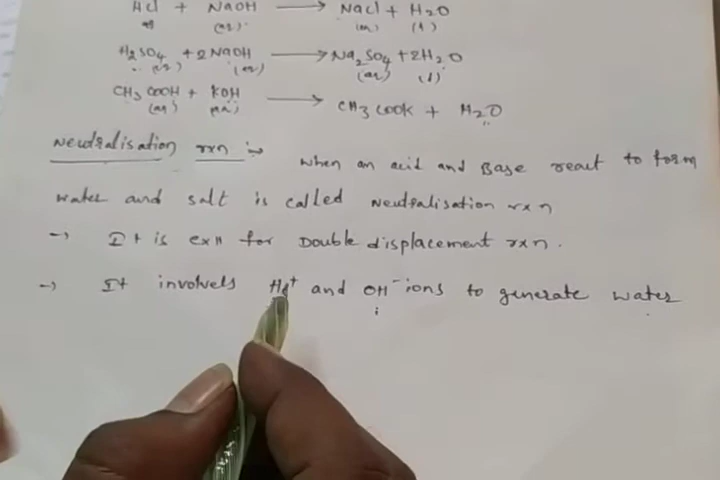 HCl + NaOH ⟶ NaCl + H2O
(aq) (aq) (l)
H2SO4 + 2NaOH ⟶ Na2SO4 + 2H2O
(aq) (aq) (aq) (l)
CH3COOH + KOH ⟶ CH3COOK + H2O
(aq) (aq)
Neutralisation rxn :- When an acid and Base react to form
water and salt is called Neutralisation rxn
→ It is exn for Double displacement rxn.
→ It involvels and OH- ions to generate water